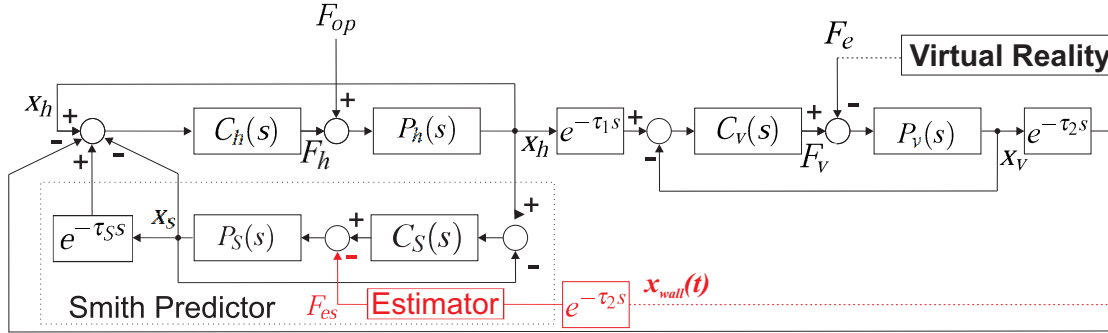 F_op
F_e
Virtual Reality
x_h
+
-
+
-
C_h(s)
F_h
+
P_h(s)
x_h
e^{-τ_1 s}
+
-
C_v(s)
+
F_v
-
P_v(s)
x_v
e^{-τ_2 s}
e^{-τ_S s}
x_s
P_S(s)
+
-
C_S(s)
+
-
Smith Predictor
F_es
Estimator
e^{-τ_2 s}
x_wall(t)